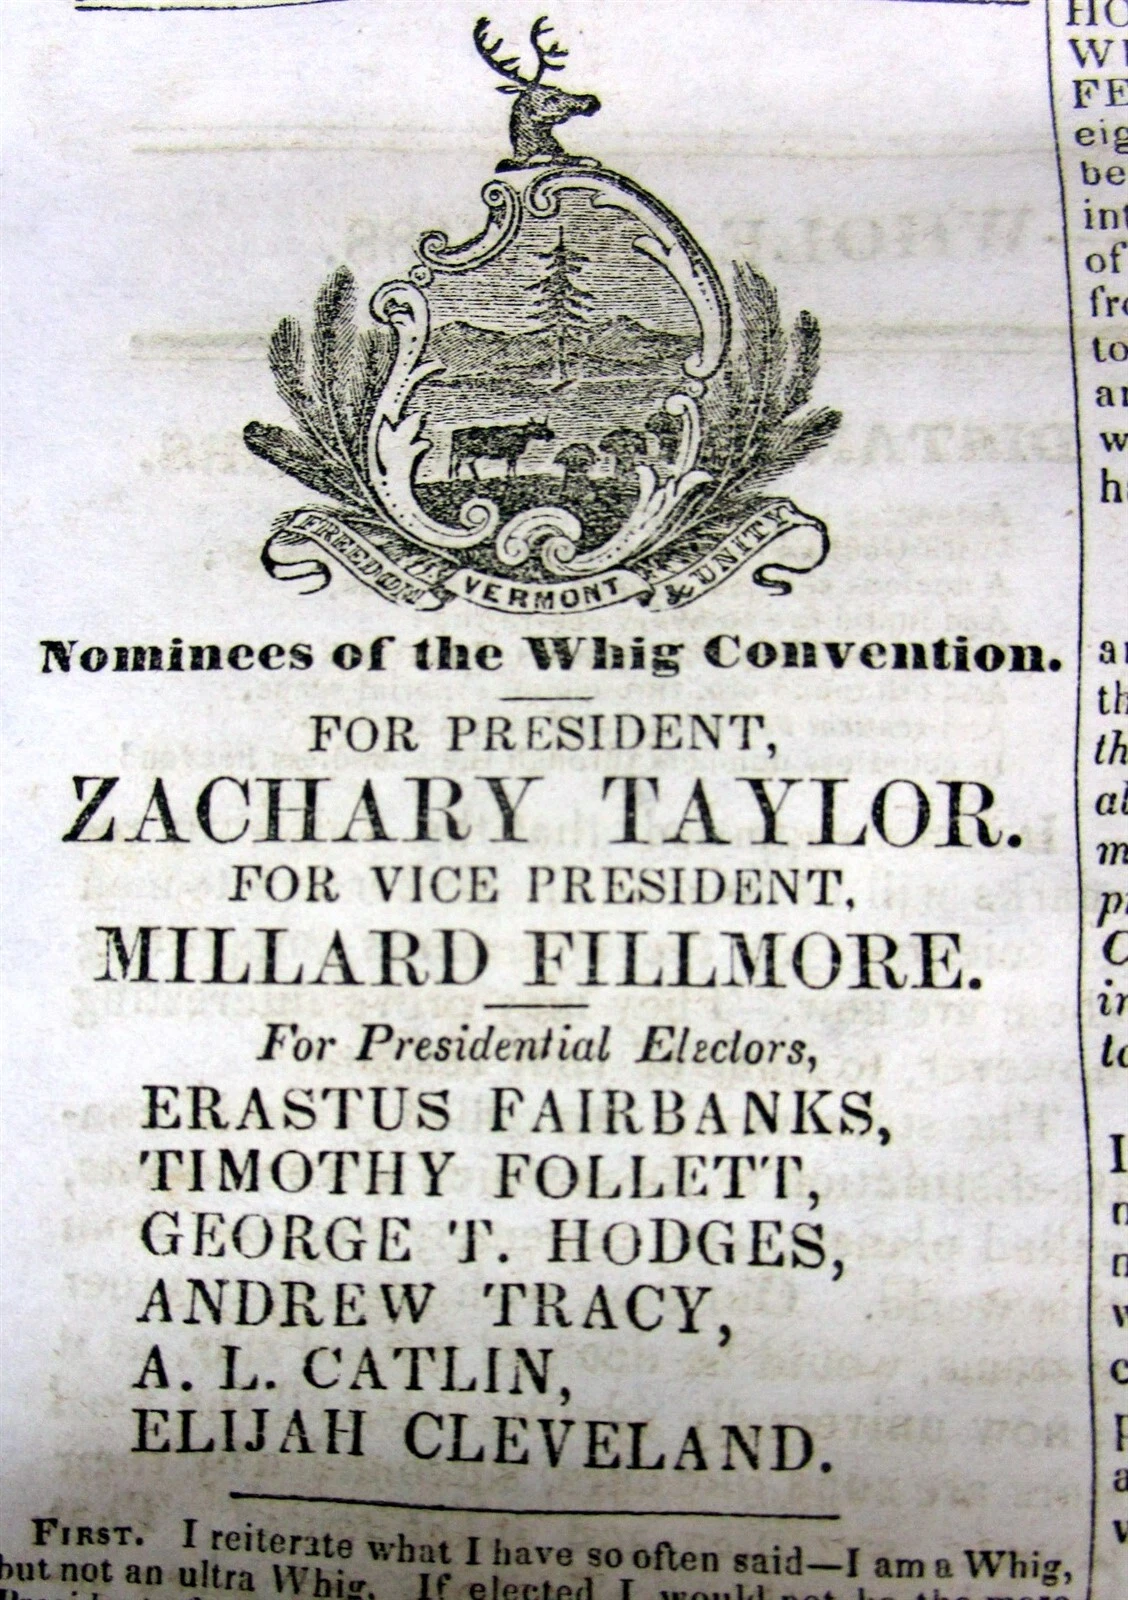 FREEDOM
VERMONT
& UNITY
Nominees of the Whig Convention.
FOR PRESIDENT,
ZACHARY TAYLOR.
FOR VICE PRESIDENT,
MILLARD FILLMORE.
For Presidential Electors,
ERASTUS FAIRBANKS,
TIMOTHY FOLLETT,
GEORGE T. HODGES,
ANDREW TRACY,
A. L. CATLIN,
ELIJAH CLEVELAND.
FIRST. I reiterate what I have so often said—I am a Whig,
but not an ultra Whig. If elected I would not be the mere